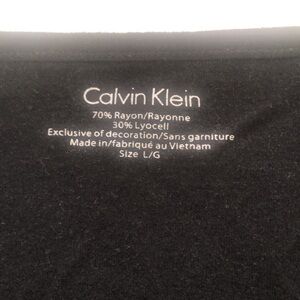 Calvin Klein
70% Rayon/Rayonne
30% Lyocell
Exclusive of decoration/Sans garniture
Made in/fabriqué au Vietnam
Size L/G